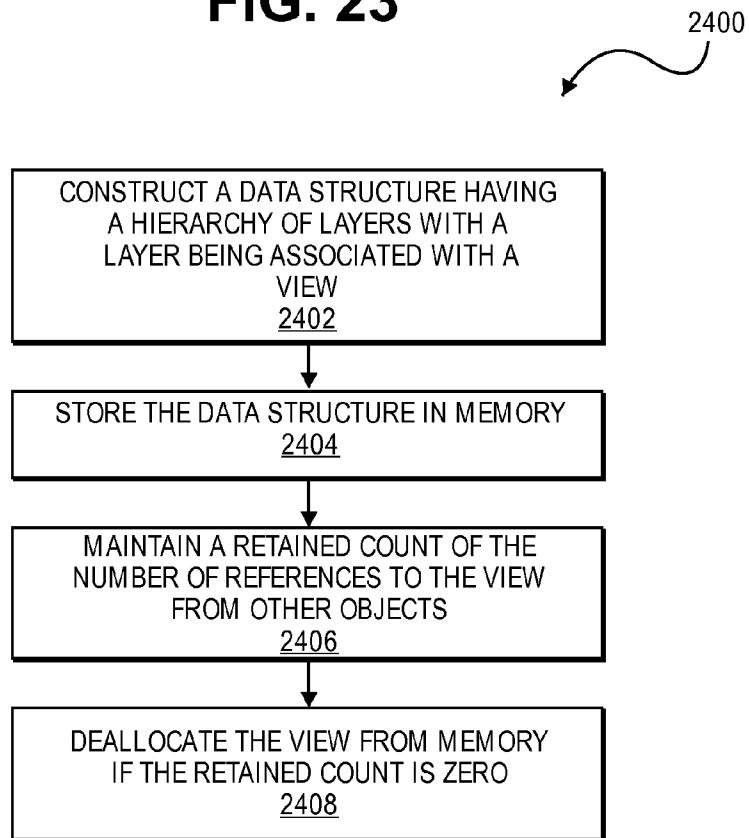 FIG. 23
2400
CONSTRUCT A DATA STRUCTURE HAVING
A HIERARCHY OF LAYERS WITH A
LAYER BEING ASSOCIATED WITH A
VIEW
2402
STORE THE DATA STRUCTURE IN MEMORY
2404
MAINTAIN A RETAINED COUNT OF THE
NUMBER OF REFERENCES TO THE VIEW
FROM OTHER OBJECTS
2406
DEALLOCATE THE VIEW FROM MEMORY
IF THE RETAINED COUNT IS ZERO
2408